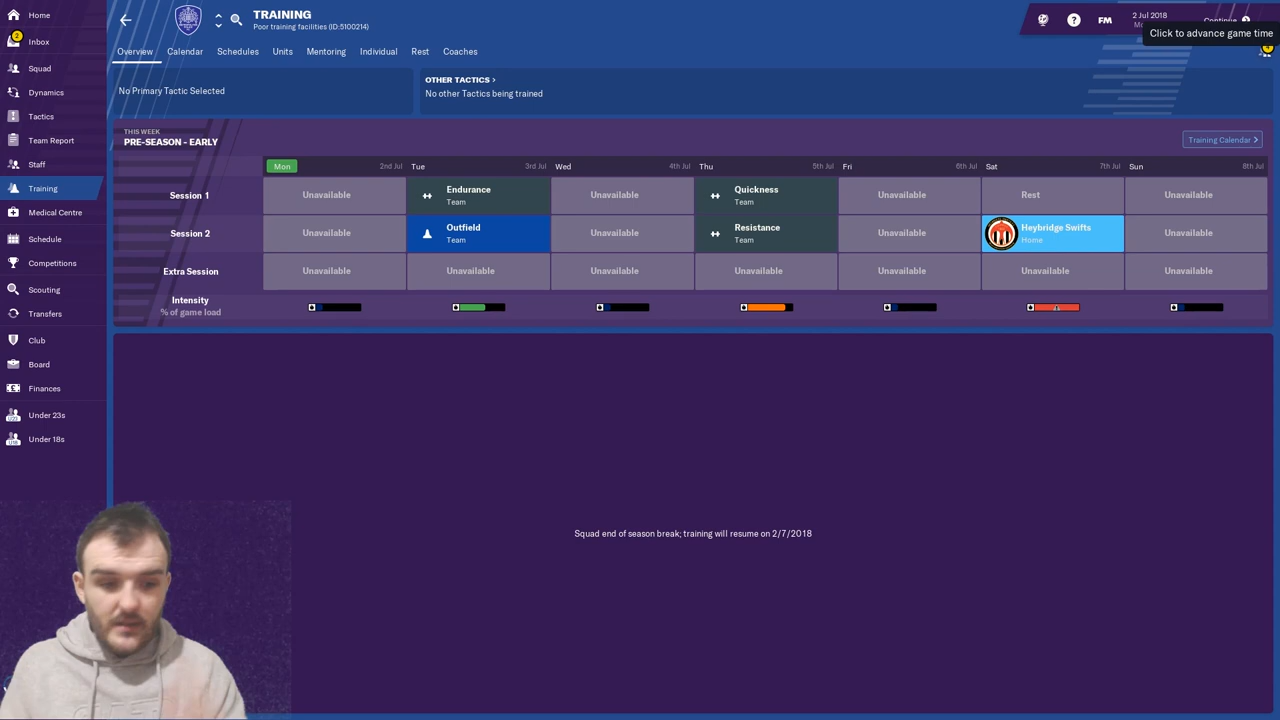 Home
2
Inbox
Squad
Dynamics
Tactics
Team Report
Staff
Training
Medical Centre
Schedule
Competitions
Scouting
Transfers
Club
Board
Finances
Under 23s
Under 18s
TRAINING
Poor training facilities (ID:5100214)
?
FM
2 Jul 2018
Click to advance game time
Overview
Calendar
Schedules
Units
Mentoring
Individual
Rest
Coaches
No Primary Tactic Selected
OTHER TACTICS >
No other Tactics being trained
THIS WEEK
PRE-SEASON - EARLY
Training Calendar >
Mon 2nd Jul Tue 3rd Jul Wed 4th Jul Thu 5th Jul Fri 6th Jul Sat 7th Jul Sun 8th Jul
Session 1
Unavailable
Endurance
Team
Unavailable
Quickness
Team
Unavailable
Rest
Unavailable
Session 2
Unavailable
Outfield
Team
Unavailable
Resistance
Team
Unavailable
Heybridge Swifts
Home
Unavailable
Extra Session
Unavailable Unavailable Unavailable Unavailable Unavailable Unavailable Unavailable
Intensity
% of game load
Squad end of season break; training will resume on 2/7/2018